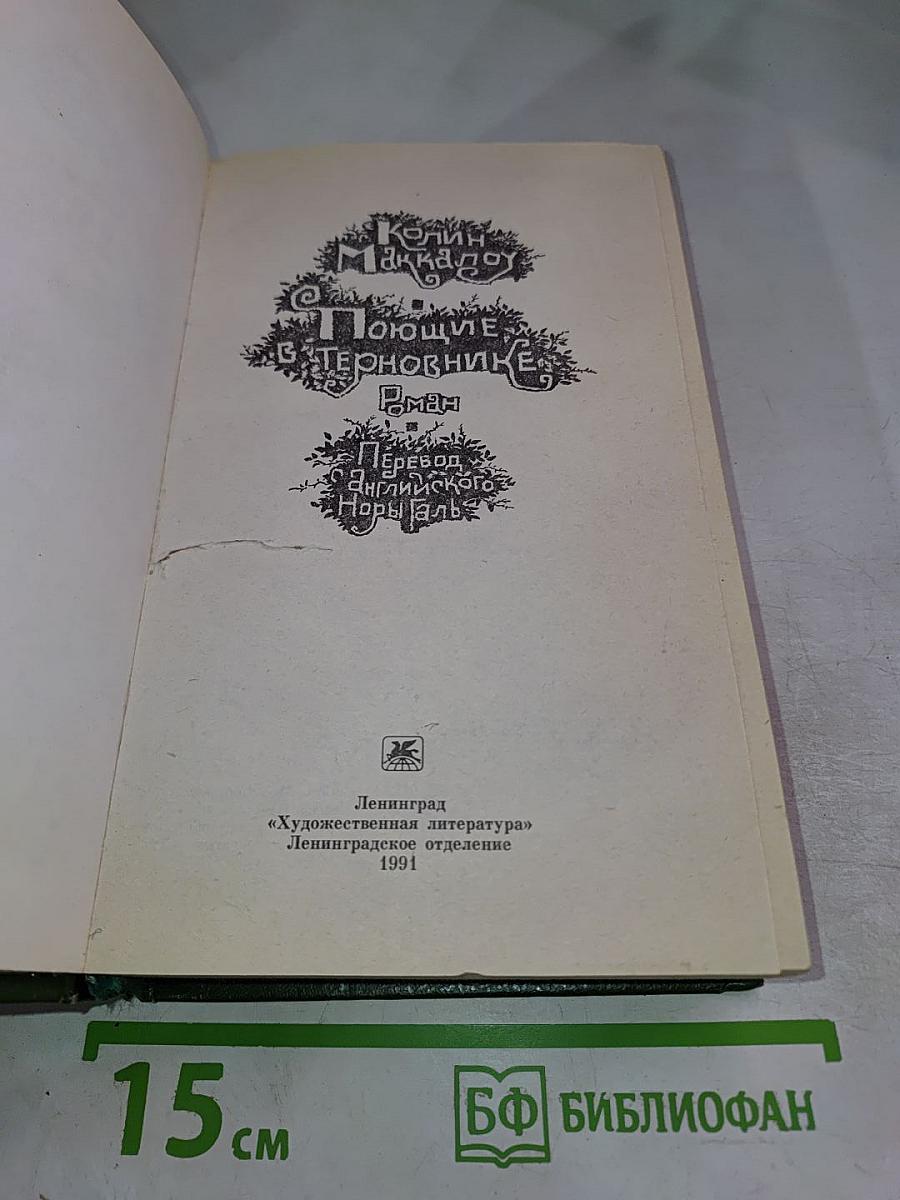 Колин
Маккалоу
Поющие
в терновнике
Роман
Перевод
с английского
Норы Галь
Ленинград
«Художественная литература»
Ленинградское отделение
1991
15 см
БФ БИБЛИОФАН